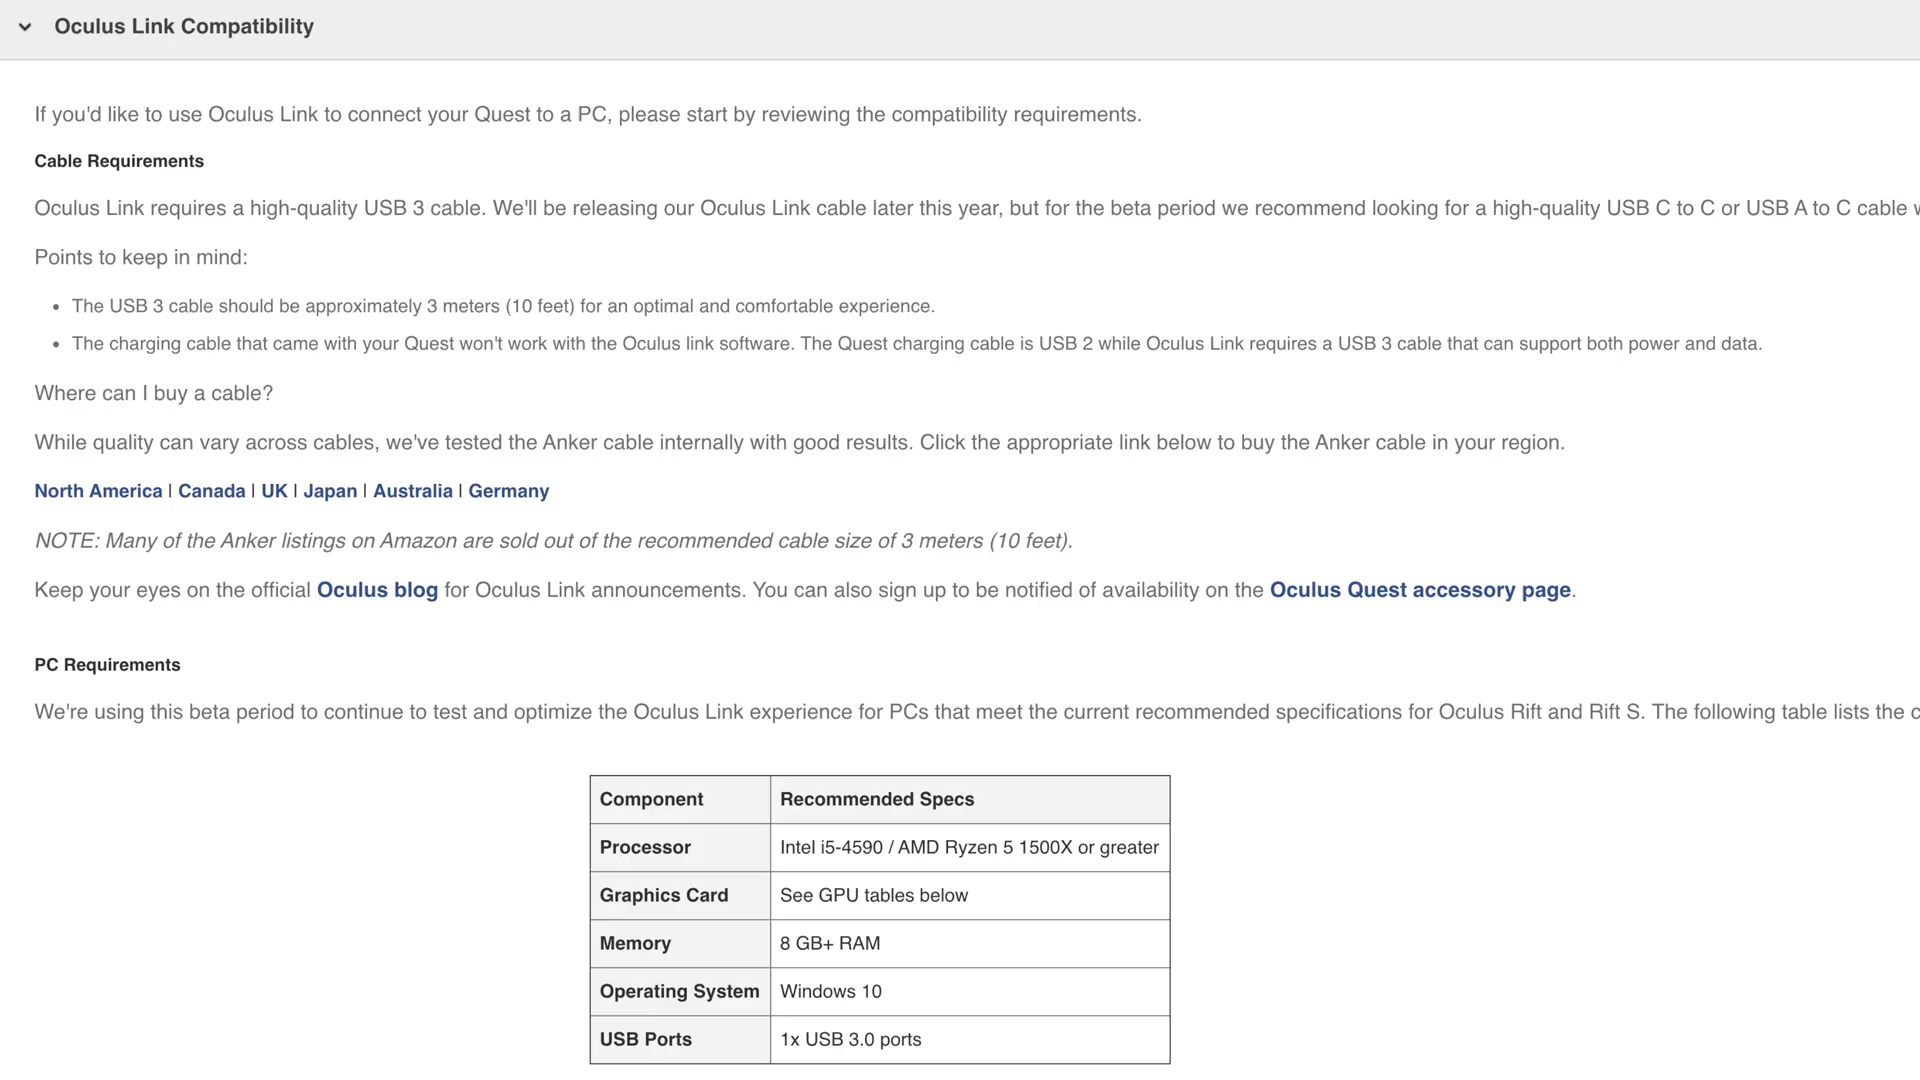 Oculus Link Compatibility
If you'd like to use Oculus Link to connect your Quest to a PC, please start by reviewing the compatibility requirements.
Cable Requirements
Oculus Link requires a high-quality USB 3 cable. We'll be releasing our Oculus Link cable later this year, but for the beta period we recommend looking for a high-quality USB C to C or USB A to C cable
Points to keep in mind:
• The USB 3 cable should be approximately 3 meters (10 feet) for an optimal and comfortable experience.
• The charging cable that came with your Quest won't work with the Oculus link software. The Quest charging cable is USB 2 while Oculus Link requires a USB 3 cable that can support both power and data.
Where can I buy a cable?
While quality can vary across cables, we've tested the Anker cable internally with good results. Click the appropriate link below to buy the Anker cable in your region.
North America | Canada | UK | Japan | Australia | Germany
NOTE: Many of the Anker listings on Amazon are sold out of the recommended cable size of 3 meters (10 feet).
Keep your eyes on the official Oculus blog for Oculus Link announcements. You can also sign up to be notified of availability on the Oculus Quest accessory page.
PC Requirements
We're using this beta period to continue to test and optimize the Oculus Link experience for PCs that meet the current recommended specifications for Oculus Rift and Rift S. The following table lists the
Component Recommended Specs
Processor Intel i5-4590 / AMD Ryzen 5 1500X or greater
Graphics Card See GPU tables below
Memory 8 GB+ RAM
Operating System Windows 10
USB Ports 1x USB 3.0 ports